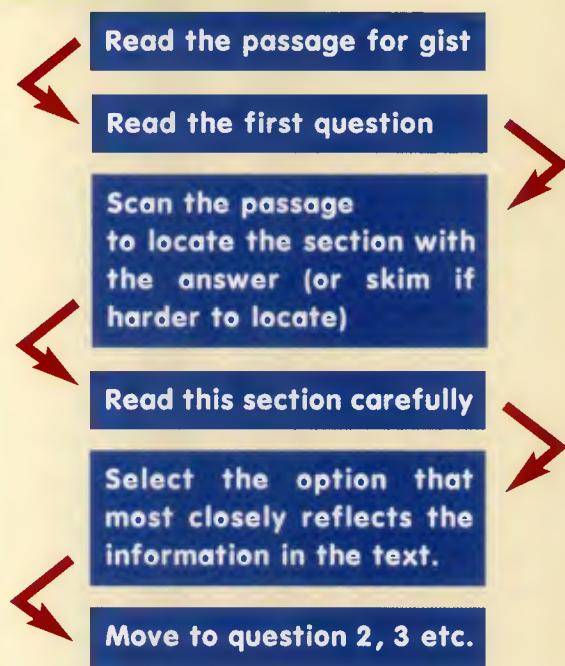 Read the passage for gist
Read the first question
Scan the passage
to locate the section with
the answer (or skim if
harder to locate)
Read this section carefully
Select the option that
most closely reflects the
information in the text.
Move to question 2, 3 etc.